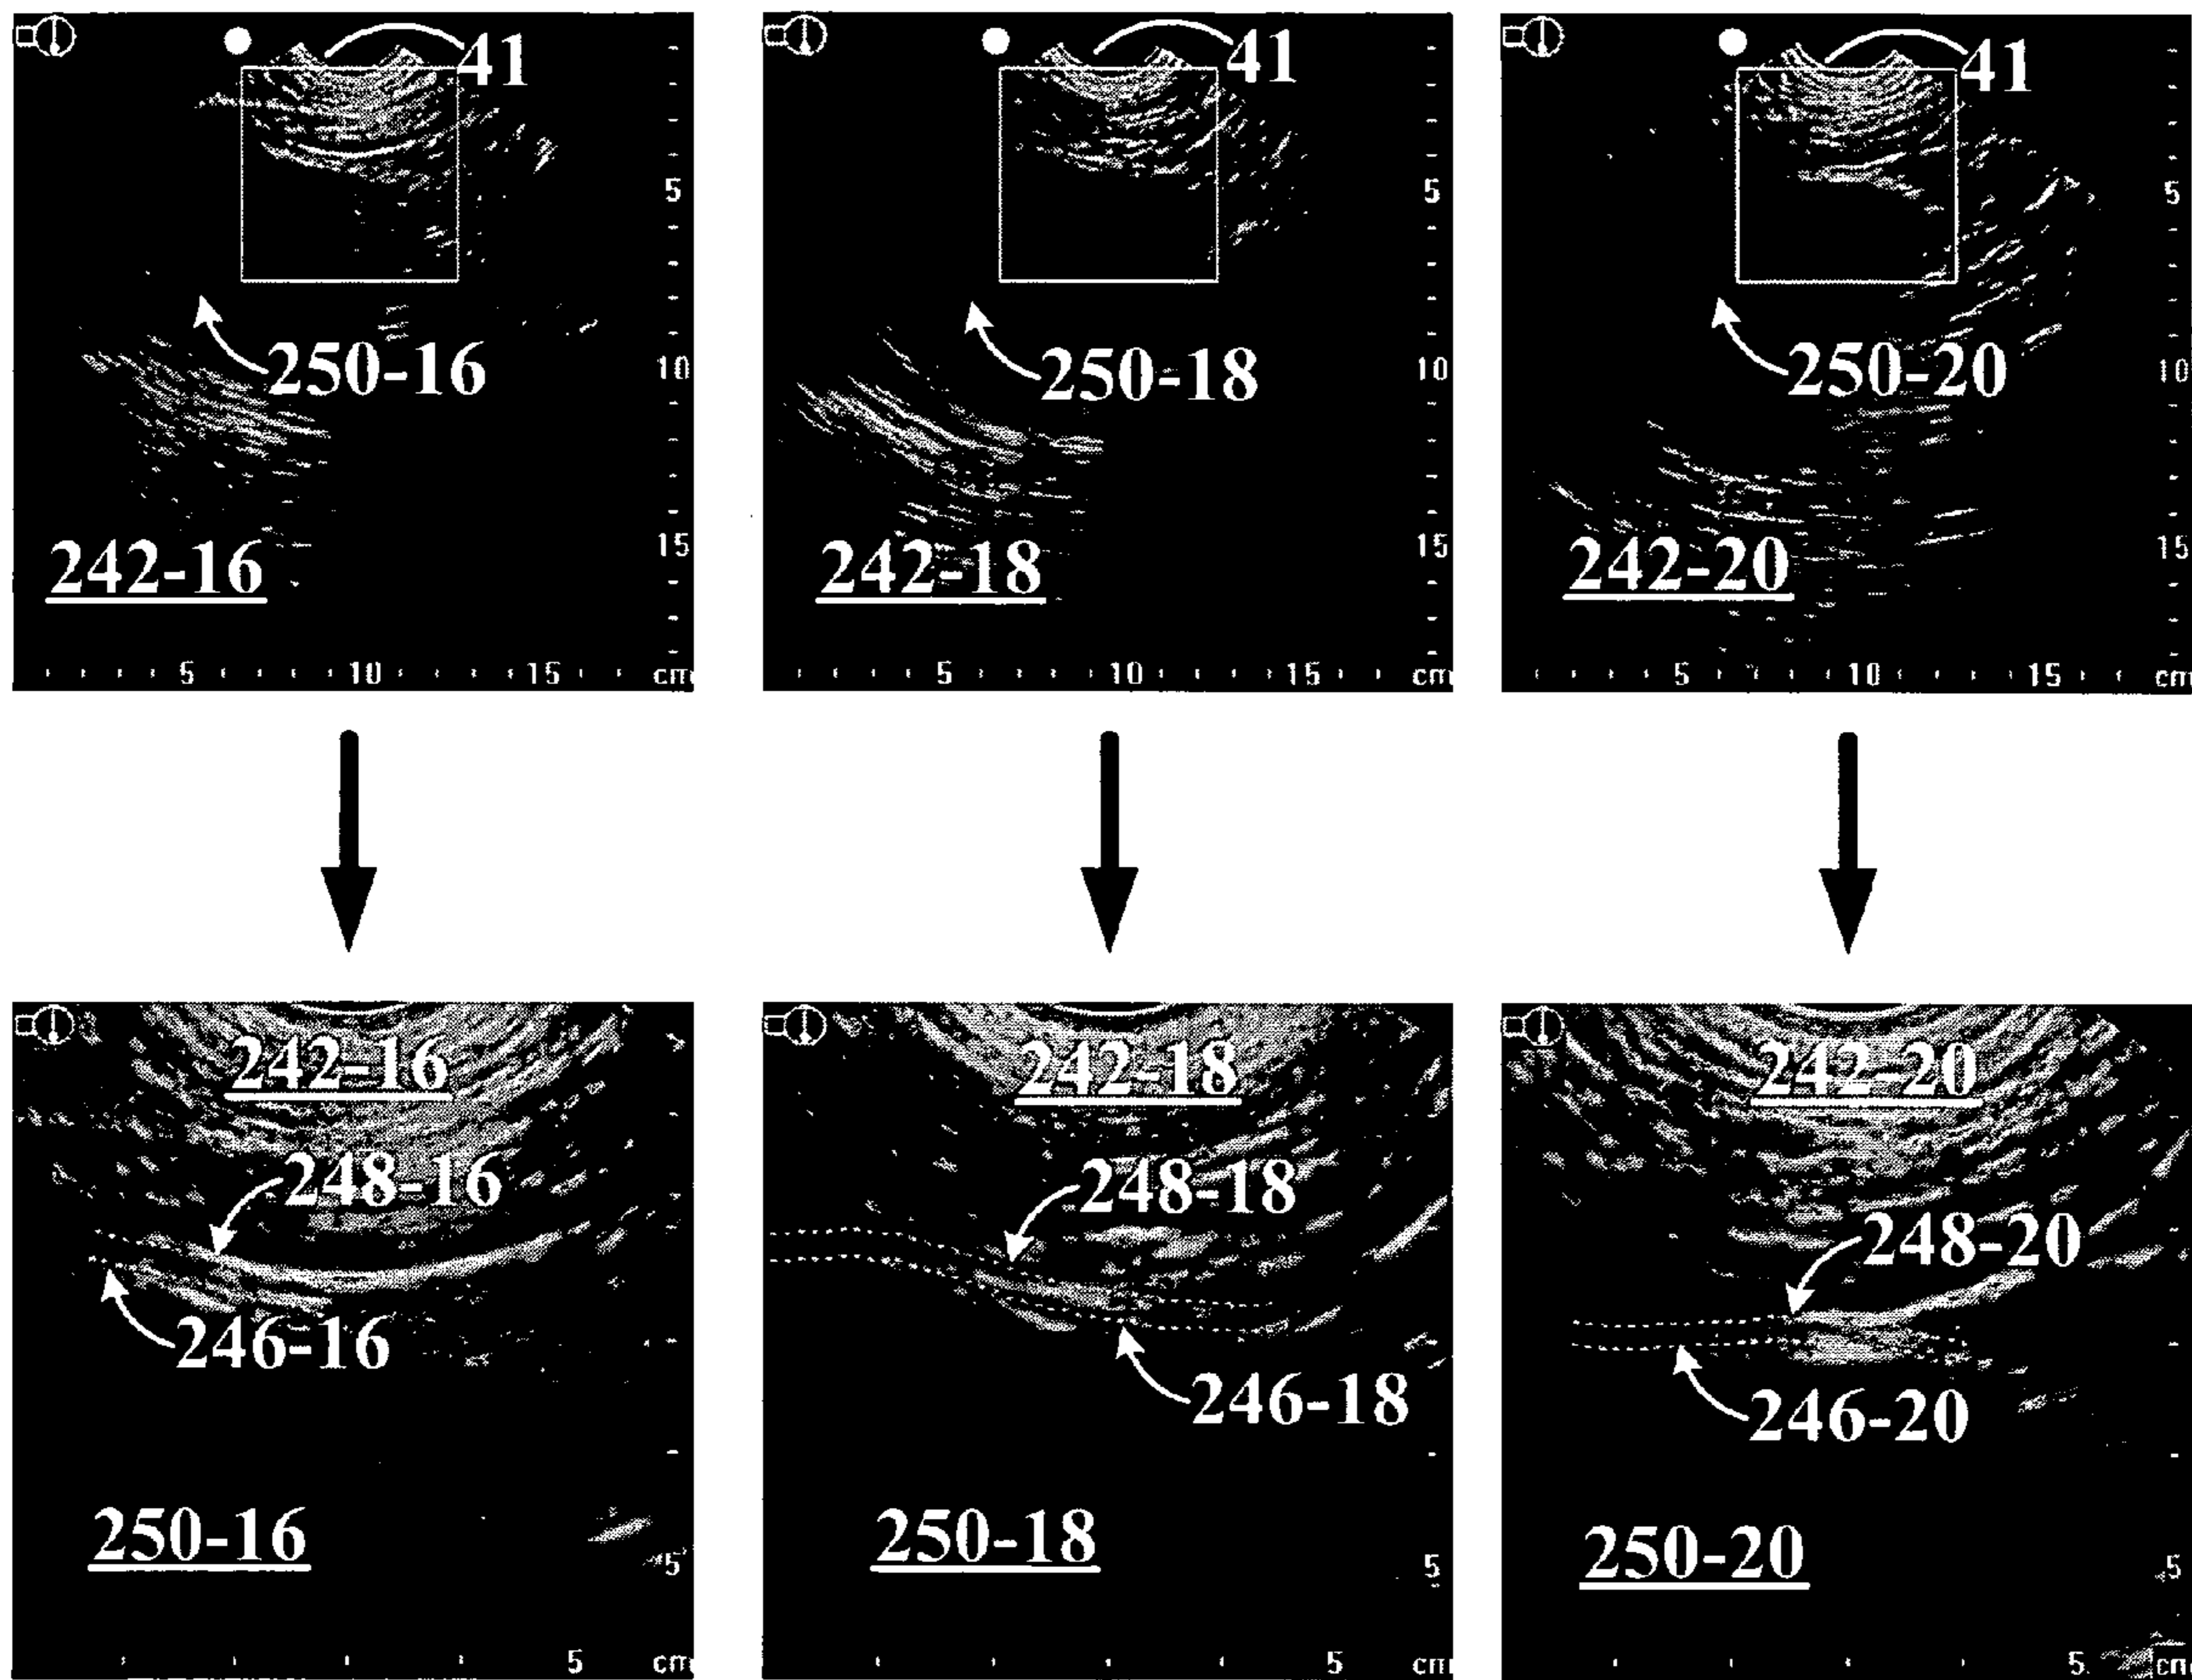 41 41 41
5 5 5
250-16 10 250-18 10 250-20 10
242-16 15 242-18 15 242-20 15
5 10 15 cm 5 10 15 cm 5 10 15 cm
242-16 242-18 242-20
248-16 248-18 248-20
246-16 246-18 246-20
250-16 5 250-18 5 250-20 5
5 cm 5 cm 5 cm